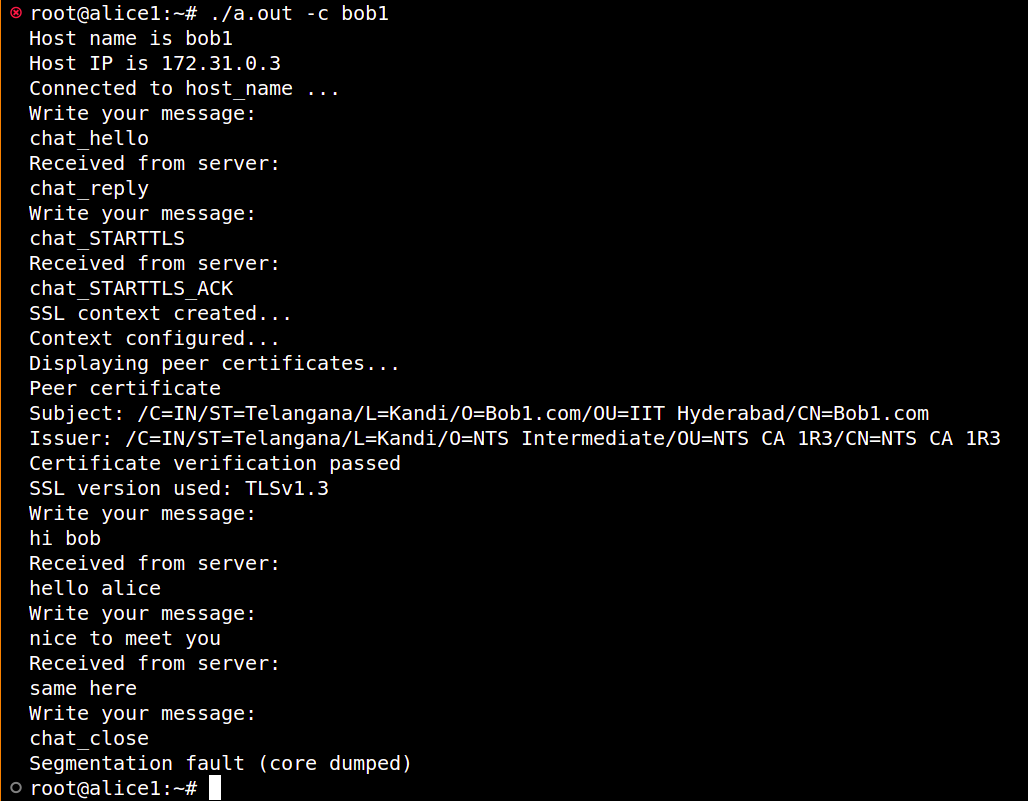 root@alice1:~# ./a.out -c bob1
Host name is bob1
Host IP is 172.31.0.3
Connected to host_name ...
Write your message:
chat_hello
Received from server:
chat_reply
Write your message:
chat_STARTTLS
Received from server:
chat_STARTTLS_ACK
SSL context created...
Context configured...
Displaying peer certificates...
Peer certificate
Subject: /C=IN/ST=Telangana/L=Kandi/O=Bob1.com/OU=IIT Hyderabad/CN=Bob1.com
Issuer: /C=IN/ST=Telangana/L=Kandi/O=NTS Intermediate/OU=NTS CA 1R3/CN=NTS CA 1R3
Certificate verification passed
SSL version used: TLSv1.3
Write your message:
hi bob
Received from server:
hello alice
Write your message:
nice to meet you
Received from server:
same here
Write your message:
chat_close
Segmentation fault (core dumped)
root@alice1:~#